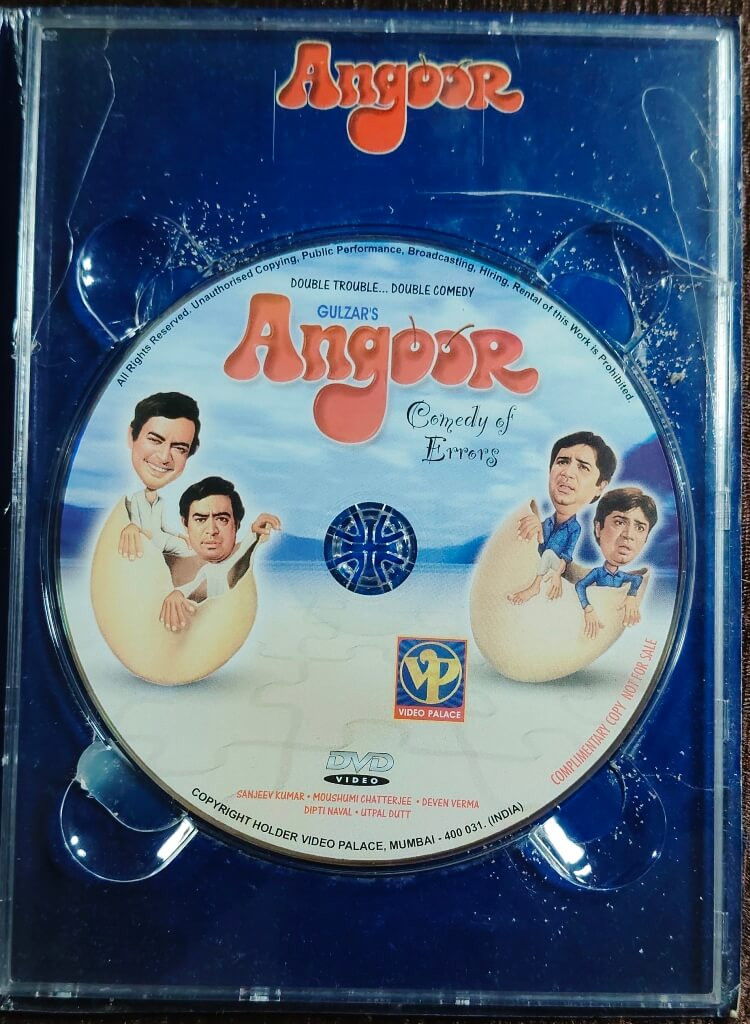 Angoor
All Rights Reserved. Unauthorised Copying, Public Performance, Broadcasting, Hiring, Rental of this Work is Prohibited.
DOUBLE TROUBLE... DOUBLE COMEDY
GULZAR'S
Angoor
Comedy of
Errors
VP
VIDEO PALACE
COMPLIMENTARY COPY NOT FOR SALE
DVD
VIDEO
SANJEEV KUMAR • MOUSHUMI CHATTERJEE • DEVEN VERMA
DIPTI NAVAL • UTPAL DUTT
COPYRIGHT HOLDER VIDEO PALACE, MUMBAI - 400 031. (INDIA)